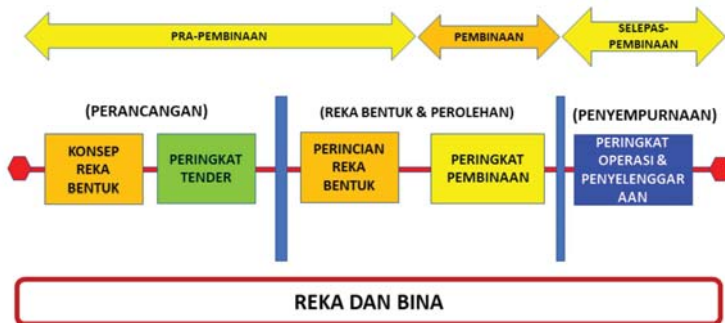 PRA-PEMBINAAN
PEMBINAAN
SELEPAS-
PEMBINAAN
(PERANCANGAN)
(REKA BENTUK & PEROLEHAN)
(PENYEMPURNAAN)
KONSEP
REKA
BENTUK
PERINGKAT
TENDER
PERINCIAN
REKA
BENTUK
PERINGKAT
PEMBINAAN
PERINGKAT
OPERASI &
PENYELENGGAR
AAN
REKA DAN BINA